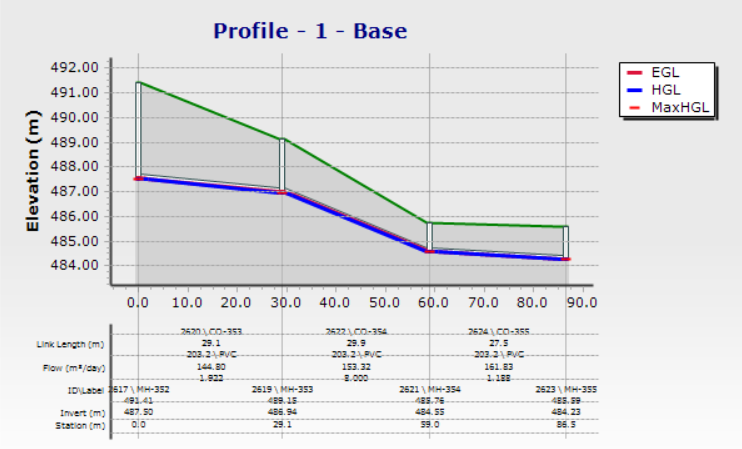 Profile - 1 - Base
492.00
491.00
490.00
489.00
488.00
487.00
486.00
485.00
484.00
Elevation (m)
EGL
HGL
MaxHGL
0.0 10.0 20.0 30.0 40.0 50.0 60.0 70.0 80.0 90.0
2620 \ CO-353 2622 \ CO-354 2624 \ CO-355
Link Length (m) 29.1 29.9 27.5
203.2 \ PVC 203.2 \ PVC 203.2 \ PVC
Flow (m³/day) 144.80 153.32 161.83
1.922 8.000 1.188
ID\Label 2617 \ MH-352 2619 \ MH-353 2621 \ MH-354 2623 \ MH-355
491.41 489.15 485.76 485.59
Invert (m) 487.50 486.94 484.55 484.23
Station (m) 0.0 29.1 59.0 86.5